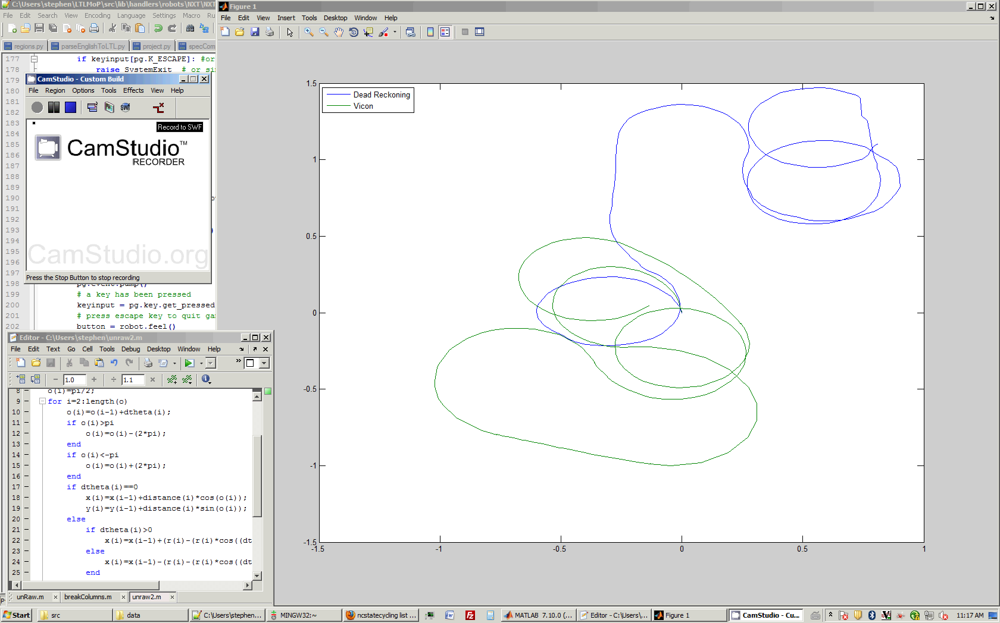 C:\Users\stephen\LTLMoP\src\lib\handlers\robots\NXT\NXT
File Edit Search View Encoding Language Settings Macro Ru
regions.py parseEnglishToLTL.py project.py specCom
177 if keyinput[pg.K_ESCAPE]: #or
178 raise SystemExit # or si
179
180
181
182
183
184
185
186
187
188
189
190
191
192
193
194
195
196
197
198 pg.event.pump()
199 # a key has been pressed
200 keyinput = pg.key.get_pressed
201 # press escape key to quit ga
202 button = robot.feel()
CamStudio - Custom Build
File Region Options Tools Effects View Help
SWF
Record to SWF
CamStudio™
RECORDER
CamStudio.org
Press the Stop Button to stop recording
Editor - C:\Users\stephen\unraw2.m
File Edit Text Go Cell Tools Debug Desktop Window Help
− 1.0 + ÷ 1.1 ×
8 o(1)=pi/2;
9 for i=2:length(o)
10 o(i)=o(i-1)+dtheta(i);
11 if o(i)>pi
12 o(i)=o(i)-(2*pi);
13 end
14 if o(i)<-pi
15 o(i)=o(i)+(2*pi);
16 end
17 if dtheta(i)==0
18 x(i)=x(i-1)+distance(i)*cos(o(i));
19 y(i)=y(i-1)+distance(i)*sin(o(i));
20 else
21 if dtheta(i)>0
22 x(i)=x(i-1)+(r(i)-(r(i)*cos((dt
23 else
24 x(i)=x(i-1)-(r(i)-(r(i)*cos((dt
25 end
unRaw.m breakColumns.m unraw2.m
Figure 1
File Edit View Insert Tools Desktop Window Help
Dead Reckoning
Vicon
1.5
1
0.5
0
-0.5
-1
-1.5
-1.5 -1 -0.5 0 0.5 1
Start src data C:\Users\stephen... MINGW32:~ ncstatecycling list ... MATLAB 7.10.0 (... Editor - C:\Users\... Figure 1 CamStudio - Cu... 11:17 AM